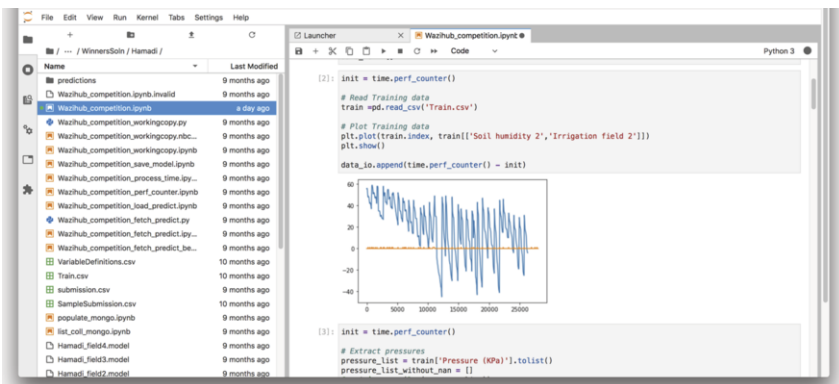 File Edit View Run Kernel Tabs Settings Help
Launcher
Wazihub_competition.ipynb
/ ... / WinnersSoln / Hamadi /
Code
Python 3
Name Last Modified
predictions 9 months ago
Wazihub_competition.ipynb.invalid 9 months ago
Wazihub_competition.ipynb a day ago
Wazihub_competition_workingcopy.py 9 months ago
Wazihub_competition_workingcopy.nbc... 9 months ago
Wazihub_competition_workingcopy.ipynb 9 months ago
Wazihub_competition_save_model.ipynb 9 months ago
Wazihub_competition_process_time.ipy... 9 months ago
Wazihub_competition_perf_counter.ipynb 9 months ago
Wazihub_competition_load_predict.ipynb 9 months ago
Wazihub_competition_fetch_predict.py 9 months ago
Wazihub_competition_fetch_predict.ipy... 9 months ago
Wazihub_competition_fetch_predict_be... 9 months ago
VariableDefinitions.csv 10 months ago
Train.csv 10 months ago
submission.csv 9 months ago
SampleSubmission.csv 10 months ago
populate_mongo.ipynb 9 months ago
list_coll_mongo.ipynb 9 months ago
Hamadi_field4.model 9 months ago
Hamadi_field3.model 9 months ago
Hamadi_field2.model 9 months ago
[2]: init = time.perf_counter()
# Read Training data
train =pd.read_csv('Train.csv')
# Plot Training data
plt.plot(train.index, train[['Soil humidity 2','Irrigation field 2']])
plt.show()
data_io.append(time.perf_counter() - init)
60
40
20
0
−20
−40
0 5000 10000 15000 20000 25000
[3]: init = time.perf_counter()
# Extract pressures
pressure_list = train['Pressure (KPa)'].tolist()
pressure_list_without_nan = []